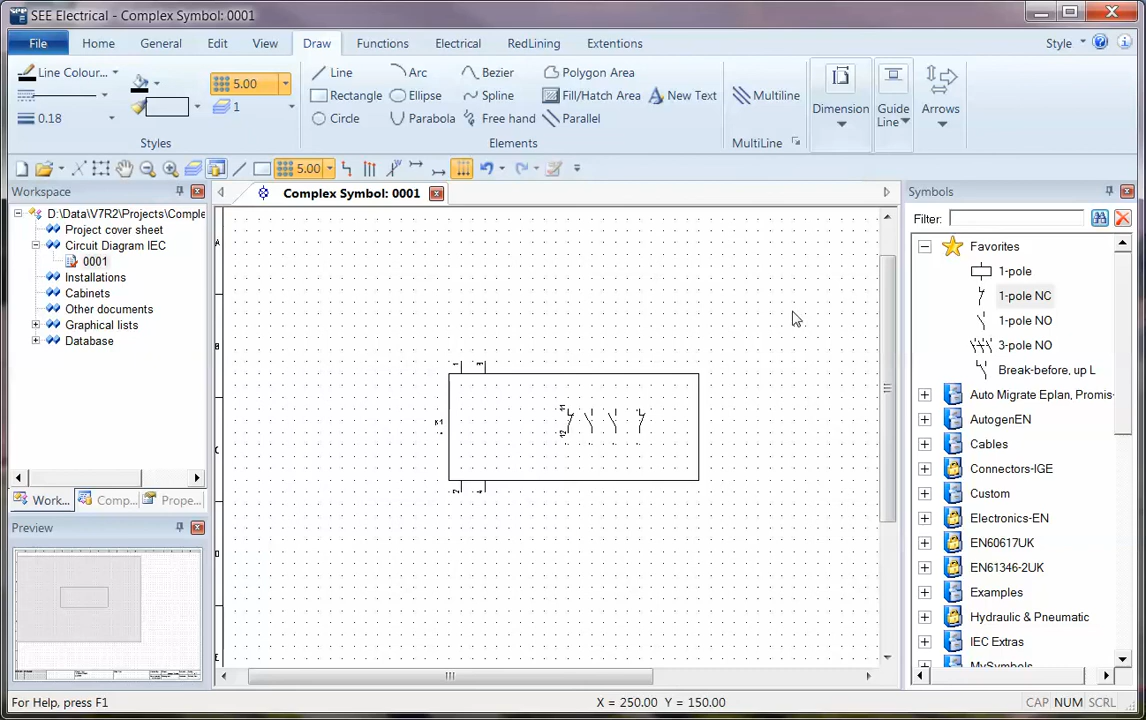 SEE Electrical - Complex Symbol: 0001
File Home General Edit View Draw Functions Electrical RedLining Extentions Style
Line Colour...
5.00
1
0.18
Styles
Line Arc Bezier Polygon Area
Rectangle Ellipse Spline Fill/Hatch Area New Text
Circle Parabola Free hand Parallel
Elements
Multiline
MultiLine
Dimension
Guide Line
Arrows
5.00
Workspace
D:\Data\V7R2\Projects\Comple
Project cover sheet
Circuit Diagram IEC
0001
Installations
Cabinets
Other documents
Graphical lists
Database
Work... Comp... Prope...
Preview
Complex Symbol: 0001
A
B
C
D
E
Symbols
Filter:
Favorites
1-pole
1-pole NC
1-pole NO
3-pole NO
Break-before, up L
Auto Migrate Eplan, Promis-
AutogenEN
Cables
Connectors-IGE
Custom
Electronics-EN
EN60617UK
EN61346-2UK
Examples
Hydraulic & Pneumatic
IEC Extras
MySymbols
For Help, press F1
X = 250.00 Y = 150.00
CAP NUM SCRL